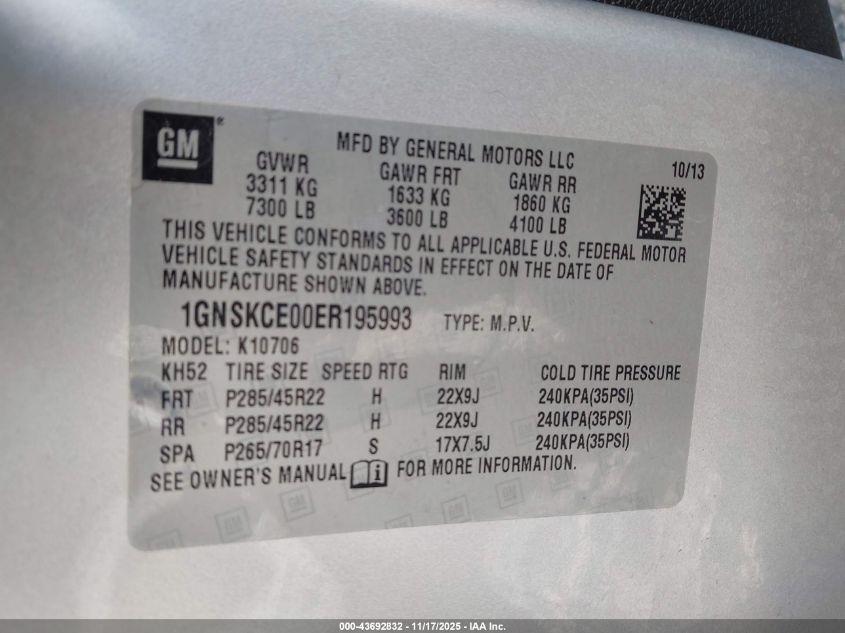 GM®
MFD BY GENERAL MOTORS LLC
10/13
GVWR GAWR FRT GAWR RR
3311 KG 1633 KG 1860 KG
7300 LB 3600 LB 4100 LB
THIS VEHICLE CONFORMS TO ALL APPLICABLE U.S. FEDERAL MOTOR
VEHICLE SAFETY STANDARDS IN EFFECT ON THE DATE OF
MANUFACTURE SHOWN ABOVE.
1GNSKCE00ER195993 TYPE: M.P.V.
MODEL: K10706
KH52 TIRE SIZE SPEED RTG RIM COLD TIRE PRESSURE
FRT P285/45R22 H 22X9J 240KPA(35PSI)
RR P285/45R22 H 22X9J 240KPA(35PSI)
SPA P265/70R17 S 17X7.5J 240KPA(35PSI)
SEE OWNER'S MANUAL i FOR MORE INFORMATION.
000-43692832 - 11/17/2025 - IAA Inc.